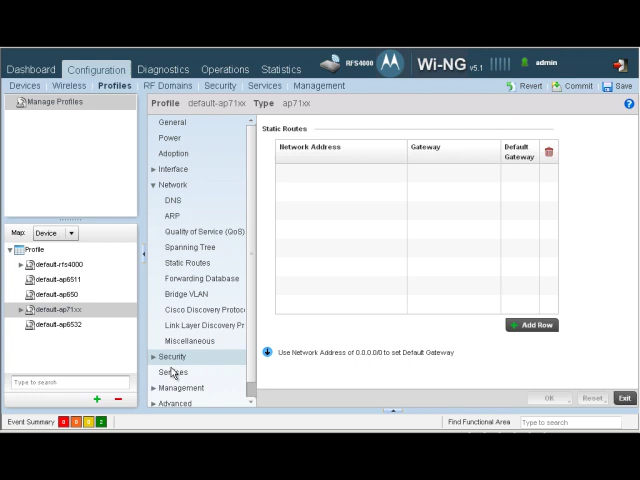 RFS4000 Wi-NG v5.1 admin
Dashboard Configuration Diagnostics Operations Statistics
Devices Wireless Profiles RF Domains Security Services Management Revert Commit Save
Manage Profiles
Profile default-ap71xx Type ap71xx
General
Power
Adoption
Interface
Network
DNS
ARP
Quality of Service (QoS)
Spanning Tree
Static Routes
Forwarding Database
Bridge VLAN
Cisco Discovery Protoc
Link Layer Discovery Pr
Miscellaneous
Security
Services
Management
Advanced
Static Routes
Network Address Gateway Default Gateway
Add Row
Use Network Address of 0.0.0.0/0 to set Default Gateway
OK Reset Exit
Map: Device
Profile
default-rfs4000
default-ap6511
default-ap650
default-ap71xx
default-ap6532
Type to search
Event Summary 0 0 0 2 Find Functional Area Type to search